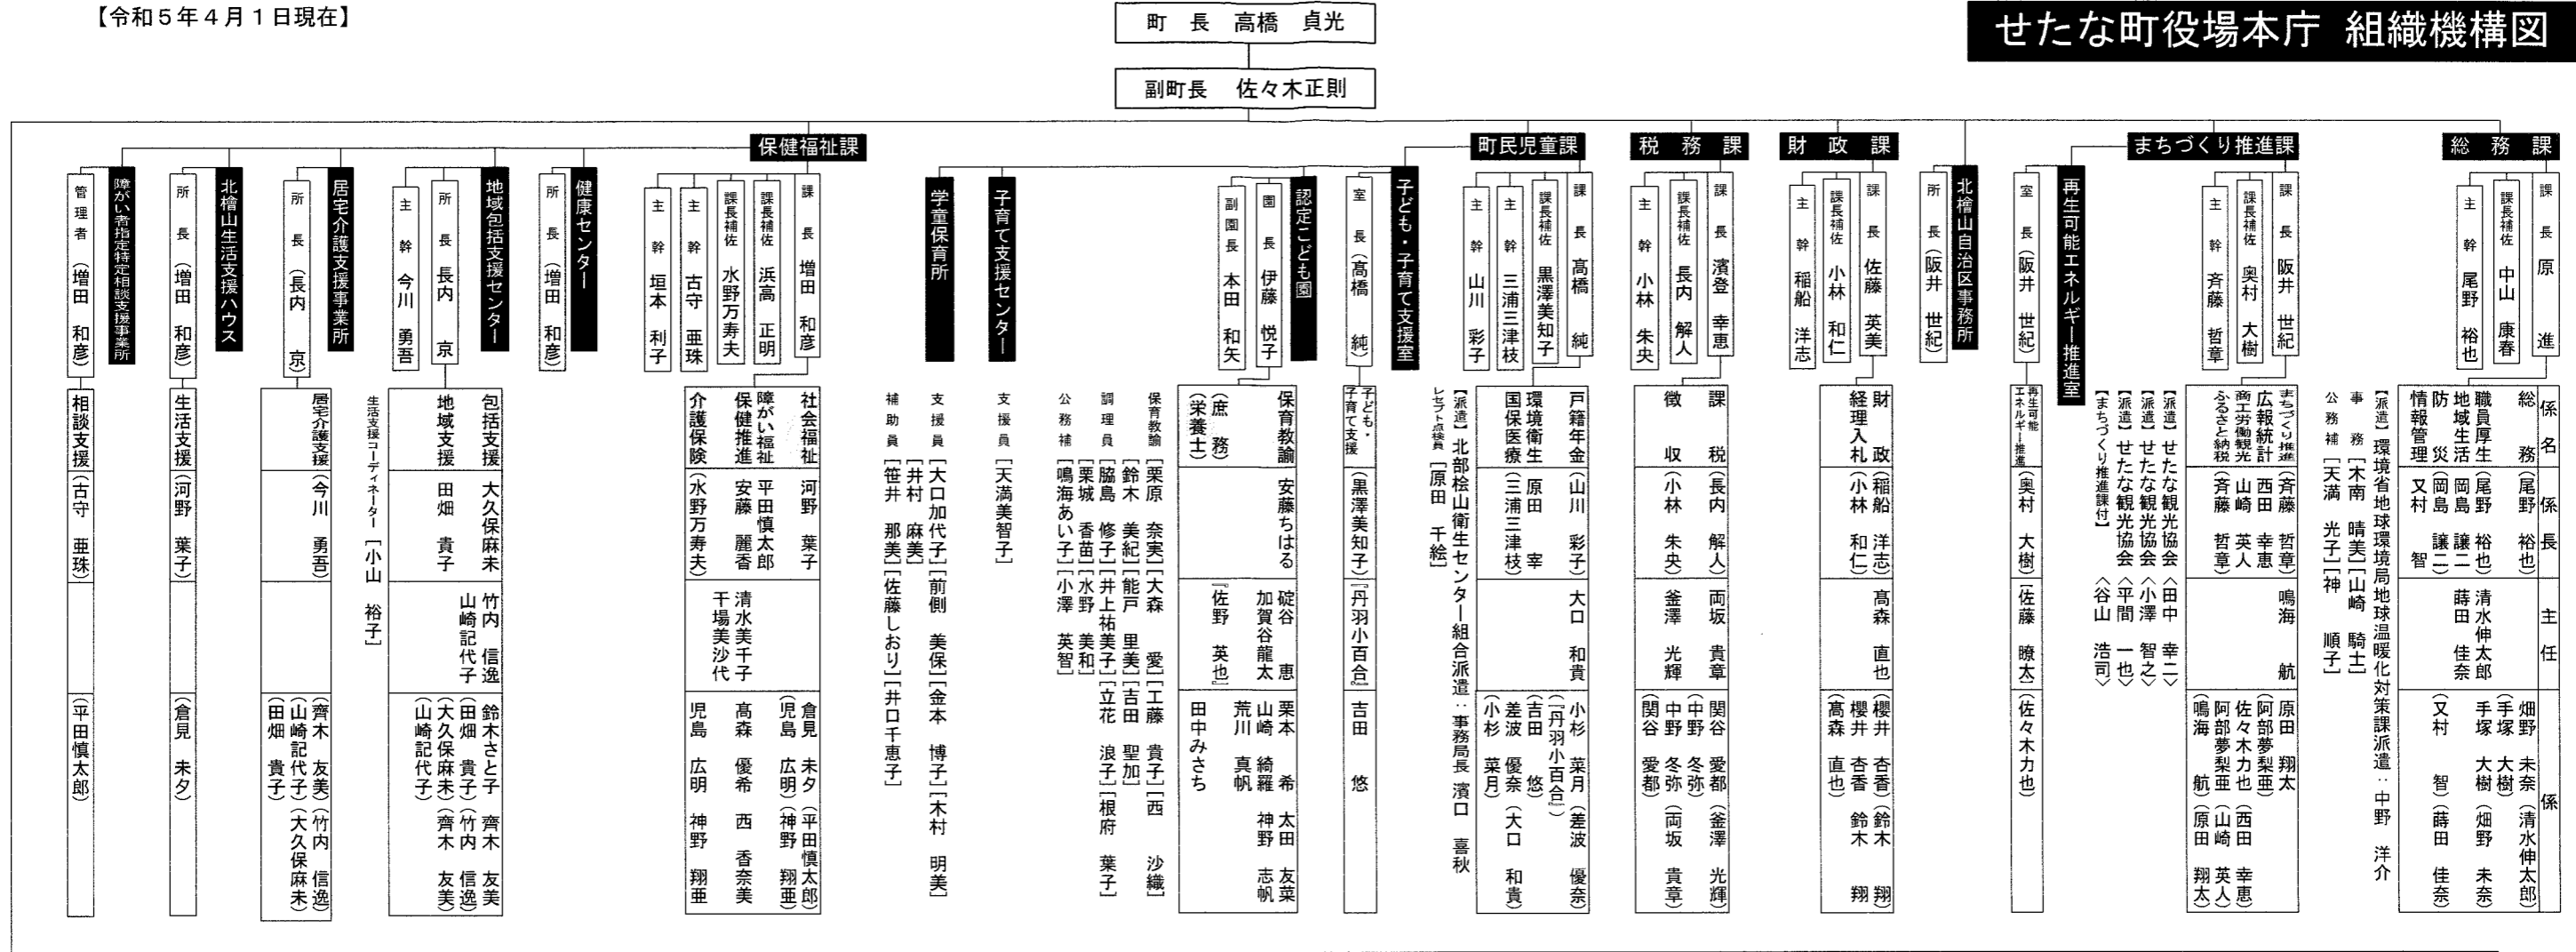 【令和５年４月１日現在】
せたな町役場本庁 組織機構図
町 長 高橋 貞光
副町長 佐々木正則
総務課
課長 原 進
課長補佐 中山 康春
主幹 尾野 裕也
係名
係長
主任
係
総務
職員厚生
地域生活
防災
情報管理
(尾野 裕也)
(尾野 裕也)
岡島 譲二
(岡島 譲二)
又村 智
清水伸太郎
蒔田 佳奈
畑野 未奈 (清水伸太郎)
(手塚 大樹)
手塚 大樹 (畑野 未奈)
(又村 智) (蒔田 佳奈)
【派遣】 環境省地球環境局地球温暖化対策課派遣：中野 洋介
事務 [木南 晴美] [山崎 騎士]
公務補 [天満 光子] [神 順子]
まちづくり推進課
課長 阪井 世紀
課長補佐 奥村 大樹
主幹 斉藤 哲章
まちづくり推進
広報統計
商工労働観光
ふるさと納税
(斉藤 哲章)
西田 幸恵
山崎 英人
(斉藤 哲章)
鳴海 航
原田 翔太
(阿部夢梨亜)
佐々木力也 (西田 幸恵)
阿部夢梨亜 (山崎 英人)
(鳴海 航) (原田 翔太)
【派遣】 せたな観光協会 〈田中 幸二〉
【派遣】 せたな観光協会 〈小澤 智之〉
【派遣】 せたな観光協会 〈平間 一也〉
【まちづくり推進課付】 〈谷山 浩司〉
再生可能エネルギー推進室
室長 (阪井 世紀)
再生可能エネルギー推進
(奥村 大樹)
[佐藤 暸太]
(佐々木力也)
北檜山自治区事務所
所長 (阪井 世紀)
財政課
課長 佐藤 英美
課長補佐 小林 和仁
主幹 稲船 洋志
財政
経理入札
(稲船 洋志)
(小林 和仁)
髙森 直也
櫻井 杏香 (鈴木 翔)
櫻井 杏香 鈴木 翔
(髙森 直也)
税務課
課長 濱登 幸恵
課長補佐 長内 解人
主幹 小林 朱央
課税
徴収
(長内 解人)
(小林 朱央)
両坂 貴章
釜澤 光輝
関谷 愛都 (釜澤 光輝)
(中野 冬弥)
中野 冬弥 (両坂 貴章)
(関谷 愛都)
町民児童課
課長 髙橋 純
課長補佐 黒澤美知子
主幹 三浦三津枝
主幹 山川 彩子
戸籍年金
環境衛生
国保医療
(山川 彩子)
原田 宰
(三浦三津枝)
大口 和貴
小杉 菜月 (差波 優奈)
(『丹羽小百合』)
(吉田 悠)
差波 優奈 (大口 和貴)
(小杉 菜月)
【派遣】 北部桧山衛生センター組合派遣：事務局長 濱口 喜秋
レセプト点検員 [原田 千絵]
子ども・子育て支援室
室長 (髙橋 純)
子ども・子育て支援
(黒澤美知子)
『丹羽小百合』
吉田 悠
認定こども園
園長 伊藤 悦子
副園長 本田 和矢
保育教諭
(庶務)
(栄養士)
安藤ちはる
碇谷 恵
加賀谷龍太
『佐野 英也』
栗本 希 太田 友菜
山崎 綺羅 神野 志帆
荒川 真帆
田中みさち
保育教諭 [栗原 奈実] [大森 愛] [工藤 貴子] [西 沙織]
[鈴木 美紀] [能戸 里美] [吉田 聖加]
調理員 [脇島 修子] [井上祐美子] [立花 浪子] [根府 葉子]
[栗城 香苗] [水野 美和]
公務補 [鳴海あい子] [小澤 英智]
子育て支援センター
支援員 [天満美智子]
学童保育所
支援員 [大口加代子] [前側 美保] [金本 博子] [木村 明美]
[井村 麻美]
補助員 [笹井 那美] [佐藤しおり] [井口千恵子]
保健福祉課
課長 増田 和彦
課長補佐 浜高 正明
課長補佐 水野万寿夫
主幹 古守 亜珠
主幹 垣本 利子
社会福祉
障がい福祉
保健推進
介護保険
河野 葉子
平田慎太郎
安藤 麗香
(水野万寿夫)
清水美千子
干場美沙代
倉見 未夕 (平田慎太郎)
(児島 広明) (神野 翔亜)
髙森 優希 西 香奈美
児島 広明 神野 翔亜
健康センター
所長 (増田 和彦)
地域包括支援センター
所長 長内 京
主幹 今川 勇吾
包括支援
地域支援
大久保麻未
田畑 貴子
竹内 信逸
山崎記代子
鈴木さと子 齊木 友美
(田畑 貴子) (竹内 信逸)
(大久保麻未) (齊木 友美)
(山崎記代子)
生活支援コーディネーター [小山 裕子]
居宅介護支援事業所
所長 (長内 京)
居宅介護支援
(今川 勇吾)
(齊木 友美) (竹内 信逸)
(山崎記代子) (大久保麻未)
(田畑 貴子)
北檜山生活支援ハウス
所長 (増田 和彦)
生活支援
(河野 葉子)
(倉見 未夕)
障がい者指定特定相談支援事業所
管理者 (増田 和彦)
相談支援
(古守 亜珠)
(平田慎太郎)